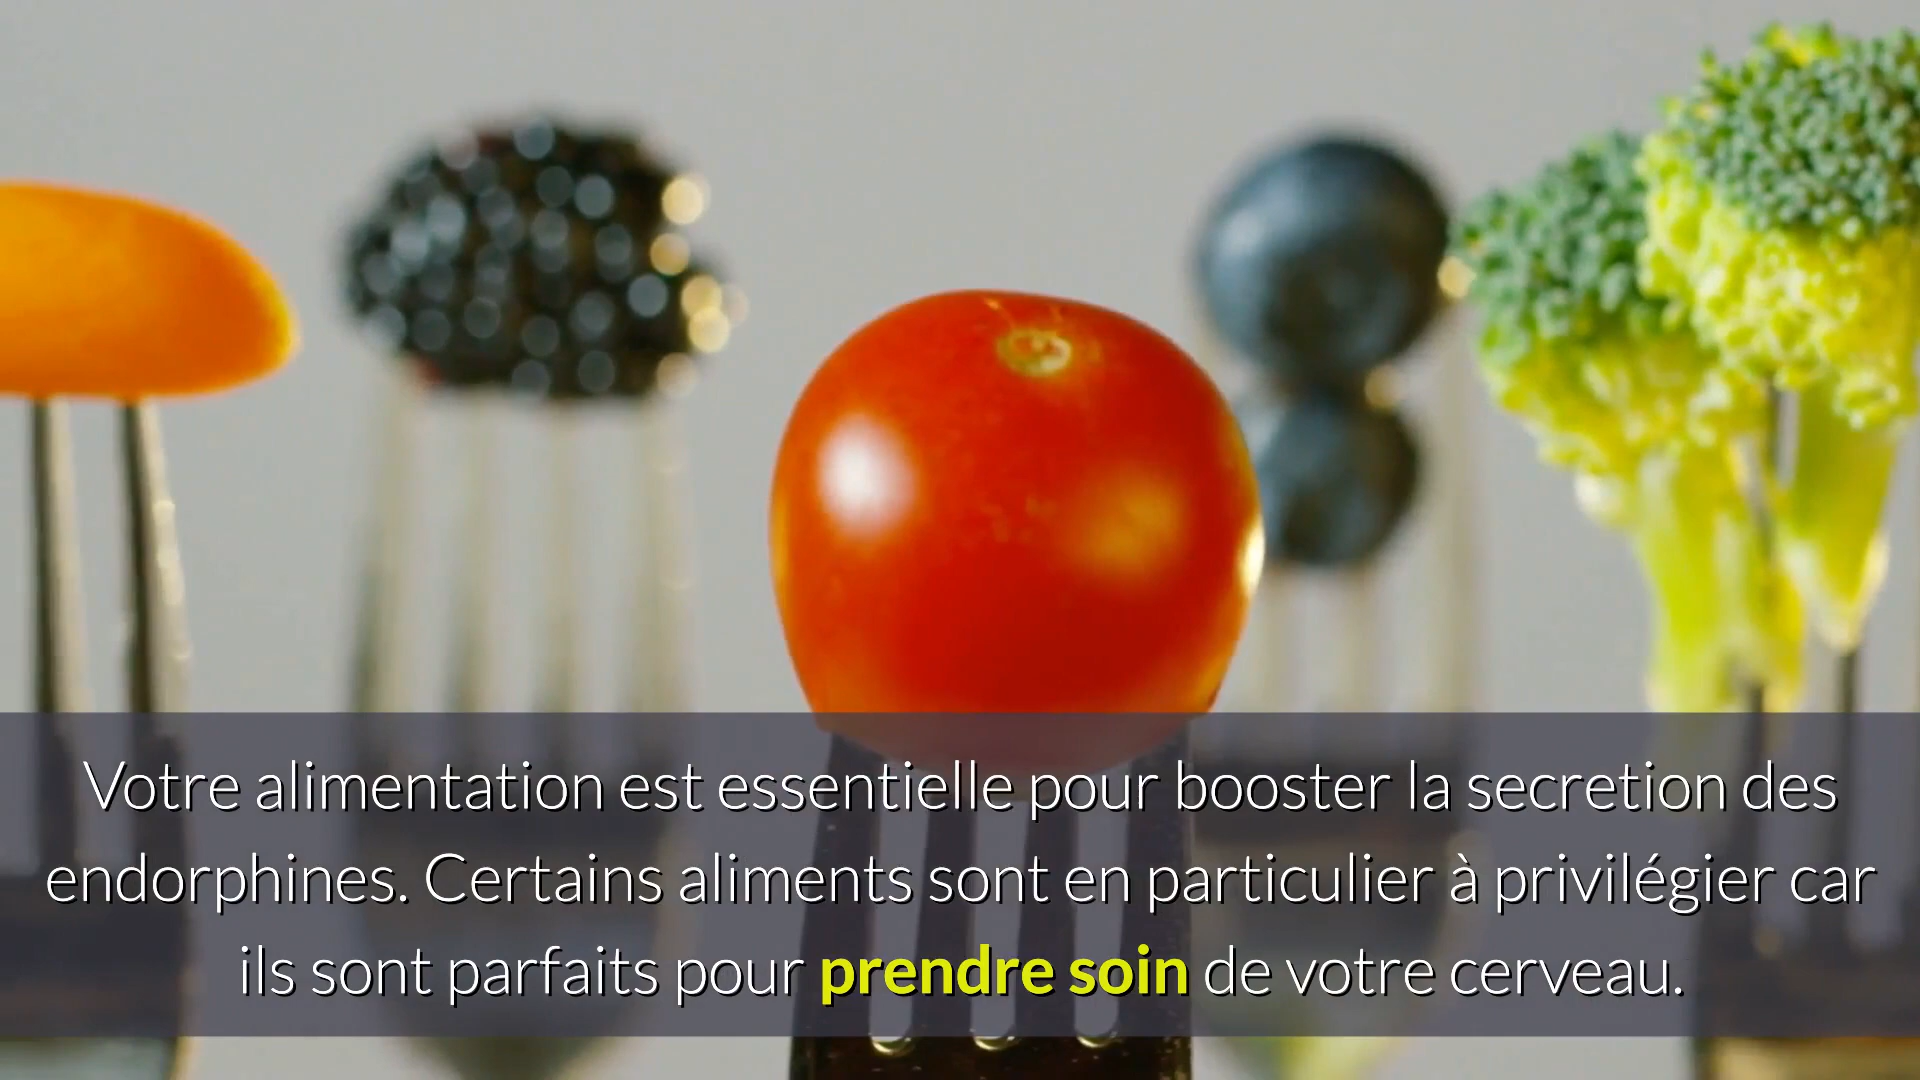 Votre alimentation est essentielle pour booster la secretion des
endorphines. Certains aliments sont en particulier à privilégier car
ils sont parfaits pour prendre soin de votre cerveau.